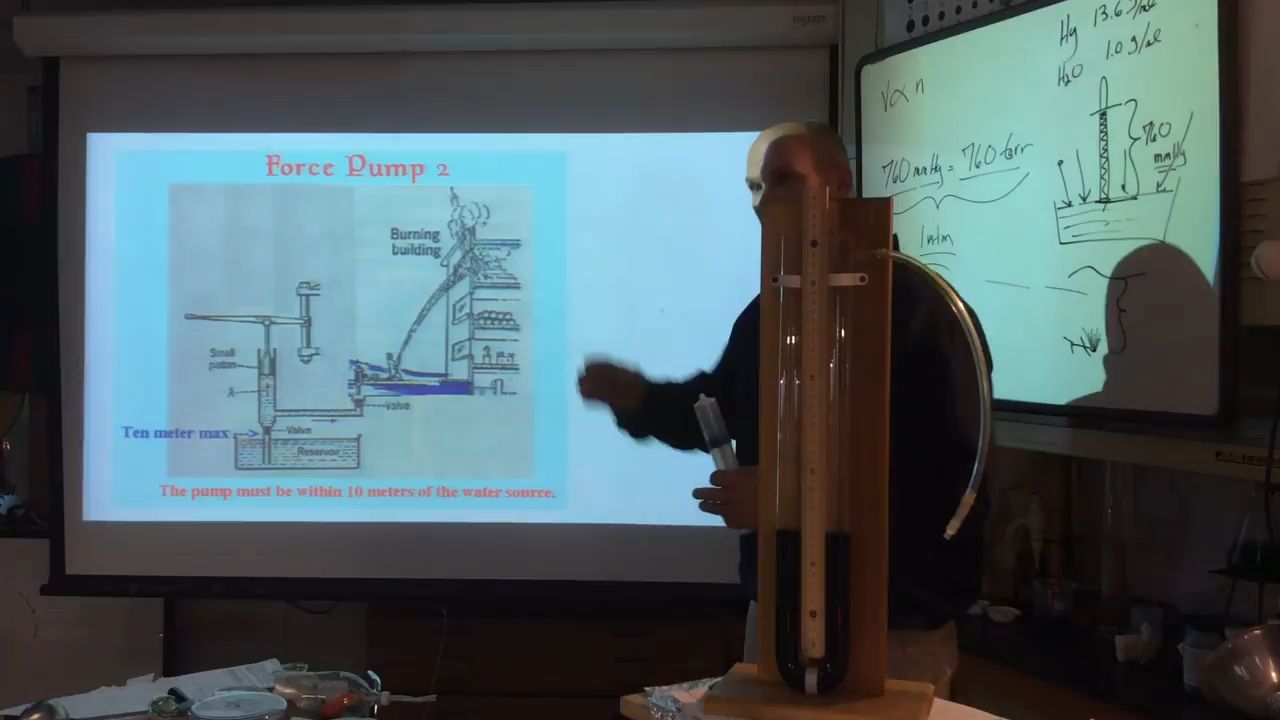 Force Pump 2
Burning
building
Small
piston
A
Valve
Ten meter max
Valve
Reservoir
The pump must be within 10 meters of the water source.
Hg 13.6 g/ml
H2O 1.0 g/ml
V∝n
760 mmHg = 760 torr
1 atm
760
mmHg